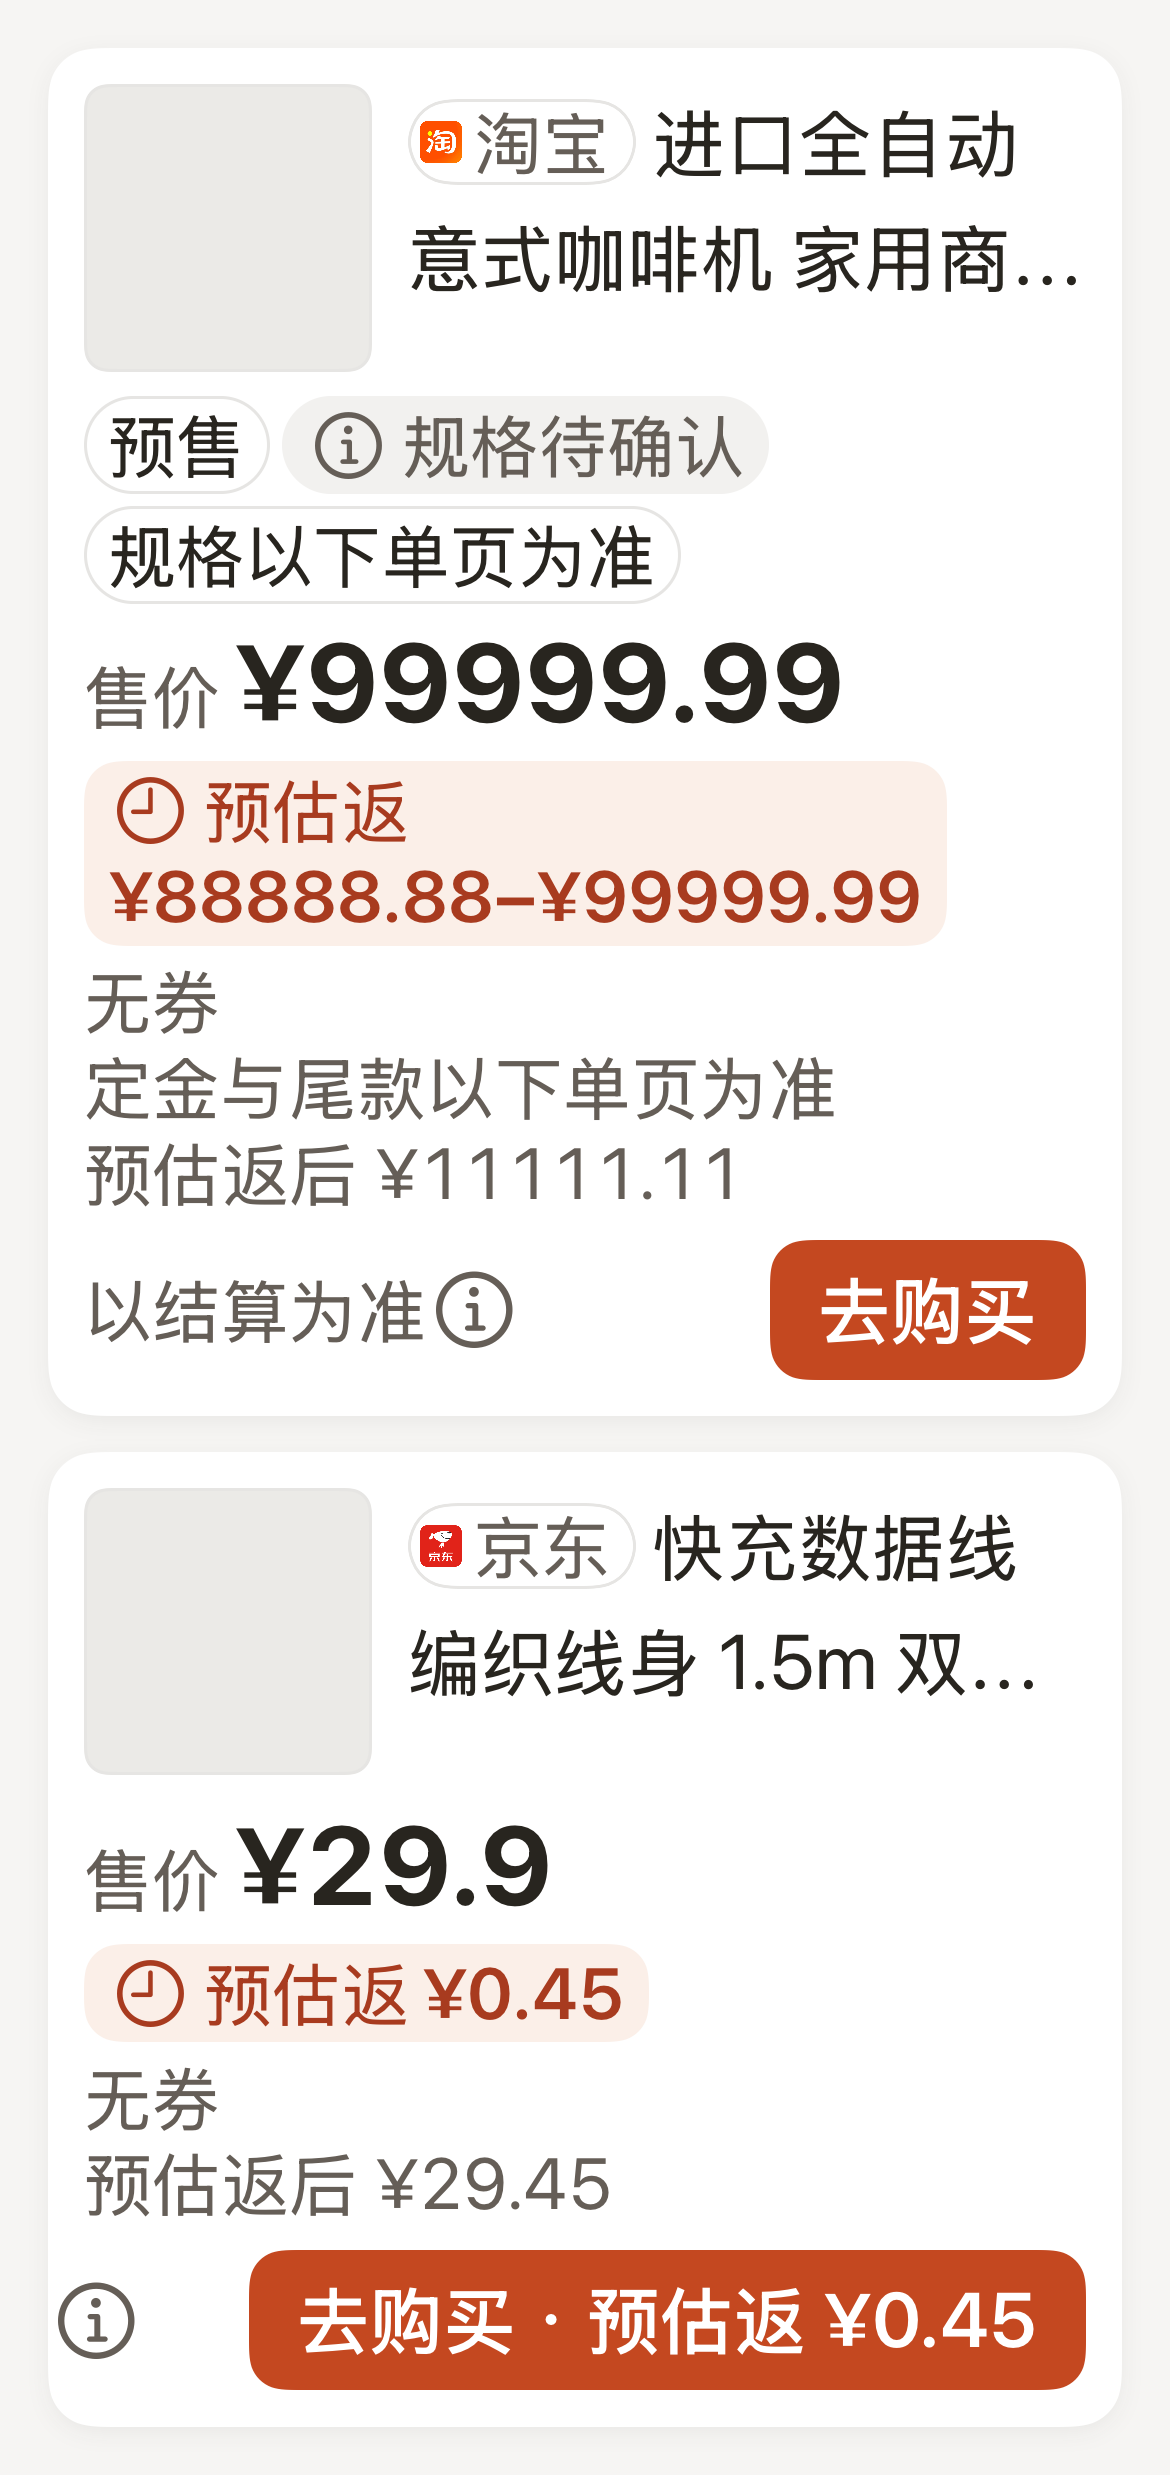 淘 淘宝 进口全自动
意式咖啡机 家用商...
预售 规格待确认
规格以下单页为准
售价 ¥99999.99
预估返
¥88888.88–¥99999.99
无券
定金与尾款以下单页为准
预估返后 ¥11111.11
以结算为准 去购买
京东 京东 快充数据线
编织线身 1.5m 双...
售价 ¥29.9
预估返 ¥0.45
无券
预估返后 ¥29.45
去购买 · 预估返 ¥0.45